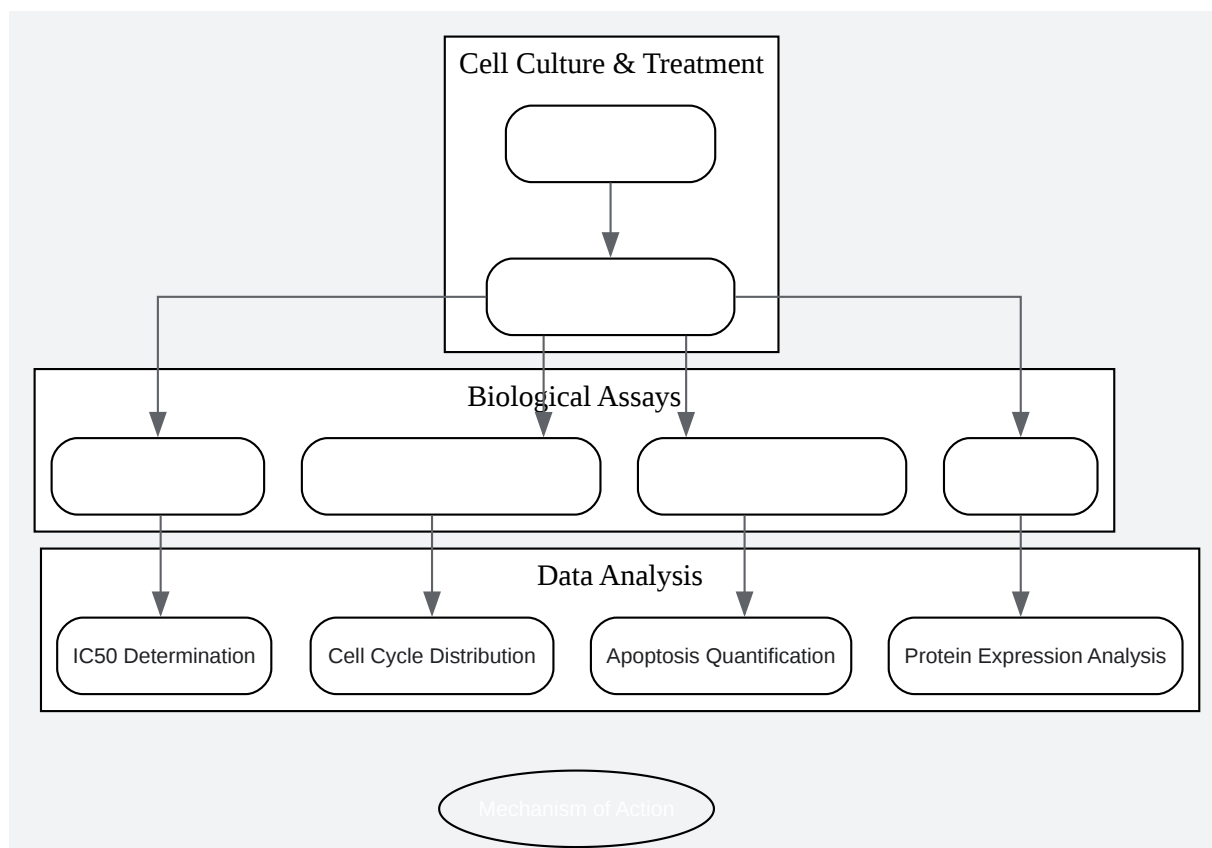 Cell Culture & Treatment
Biological Assays
Data Analysis
IC50 Determination
Cell Cycle Distribution
Apoptosis Quantification
Protein Expression Analysis
Mechanism of Action